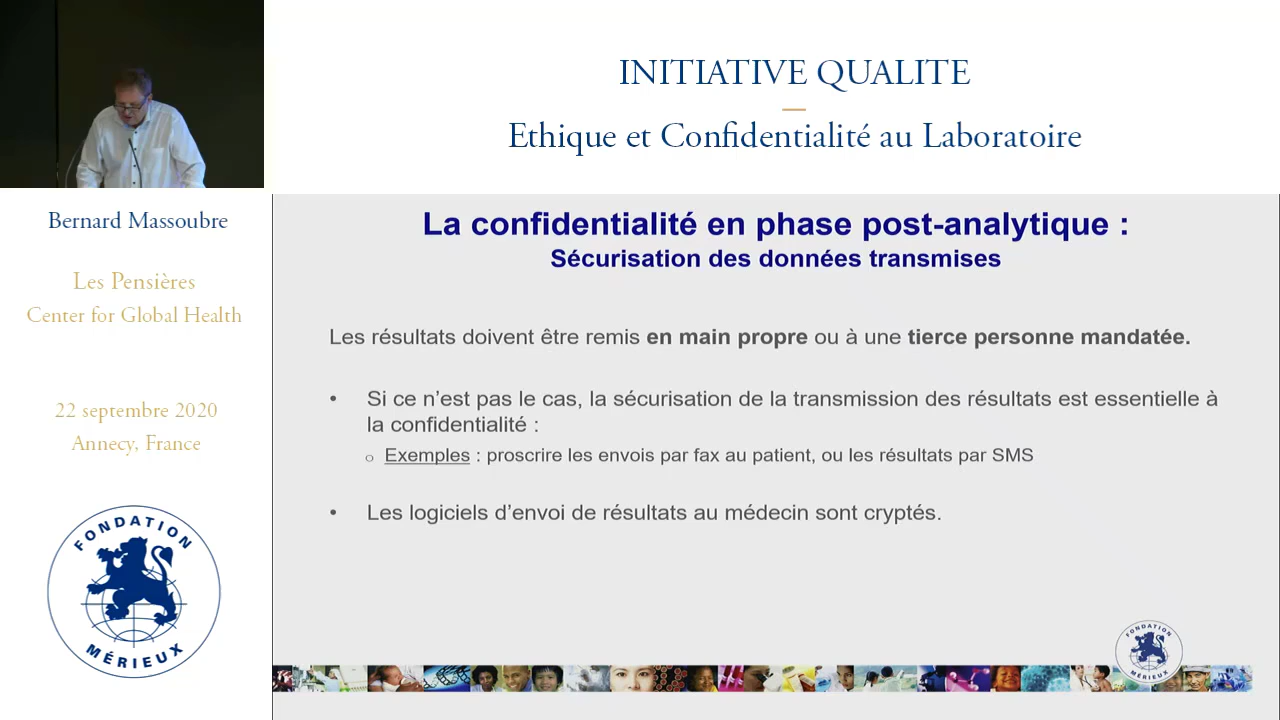 INITIATIVE QUALITE
Ethique et Confidentialité au Laboratoire
Bernard Massoubre
Les Pensières
Center for Global Health
22 septembre 2020
Annecy, France
FONDATION
MÉRIEUX
La confidentialité en phase post-analytique :
Sécurisation des données transmises
Les résultats doivent être remis en main propre ou à une tierce personne mandatée.
• Si ce n’est pas le cas, la sécurisation de la transmission des résultats est essentielle à
la confidentialité :
o Exemples : proscrire les envois par fax au patient, ou les résultats par SMS
• Les logiciels d’envoi de résultats au médecin sont cryptés.
FONDATION
MÉRIEUX